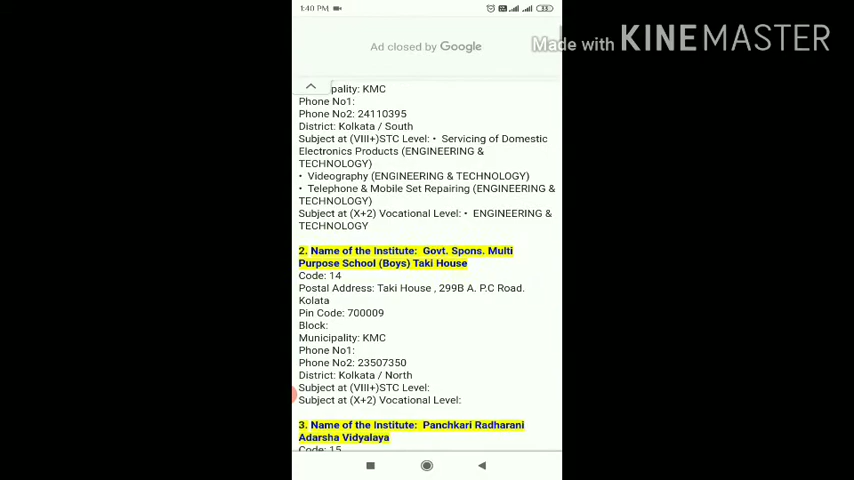 1:40 PM
Ad closed by Google
Made with KINEMASTER
pality: KMC
Phone No1:
Phone No2: 24110395
District: Kolkata / South
Subject at (VIII+)STC Level: • Servicing of Domestic
Electronics Products (ENGINEERING &
TECHNOLOGY)
• Videography (ENGINEERING & TECHNOLOGY)
• Telephone & Mobile Set Repairing (ENGINEERING &
TECHNOLOGY)
Subject at (X+2) Vocational Level: • ENGINEERING &
TECHNOLOGY
2. Name of the Institute: Govt. Spons. Multi
Purpose School (Boys) Taki House
Code: 14
Postal Address: Taki House , 299B A. P.C Road.
Kolata
Pin Code: 700009
Block:
Municipality: KMC
Phone No1:
Phone No2: 23507350
District: Kolkata / North
Subject at (VIII+)STC Level:
Subject at (X+2) Vocational Level:
3. Name of the Institute: Panchkari Radharani
Adarsha Vidyalaya
Code: 15